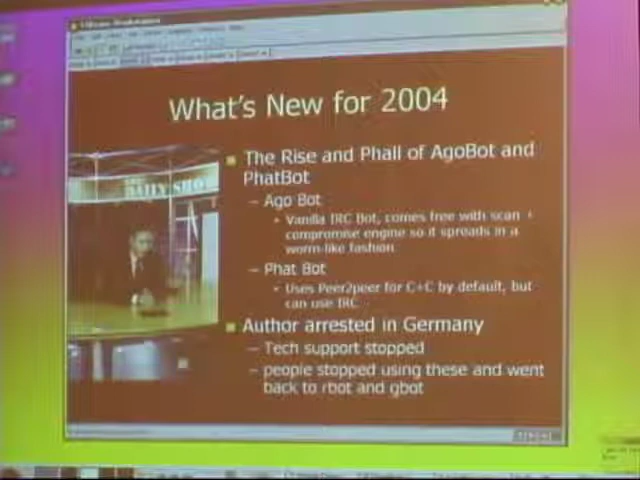 What's New for 2004
The Rise and Phall of AgoBot and
PhatBot
– Ago Bot
Vanilla IRC Bot, comes free with scan +
compromise engine so it spreads in a
worm-like fashion
– Phat Bot
Uses Peer2peer for C+C by default, but
can use IRC
Author arrested in Germany
– Tech support stopped
– people stopped using these and went
back to rbot and gbot
DAILY SHOW